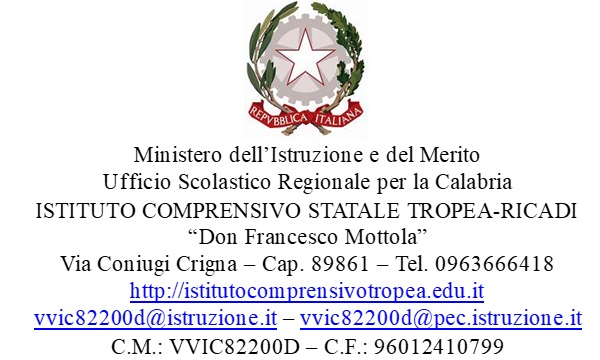 REPVBBLICA ITALIANA
Ministero dell'Istruzione e del Merito
Ufficio Scolastico Regionale per la Calabria
ISTITUTO COMPRENSIVO STATALE TROPEA-RICADI
“Don Francesco Mottola”
Via Coniugi Crigna – Cap. 89861 – Tel. 0963666418
http://istitutocomprensivotropea.edu.it
vvic82200d@istruzione.it – vvic82200d@pec.istruzione.it
C.M.: VVIC82200D – C.F.: 96012410799